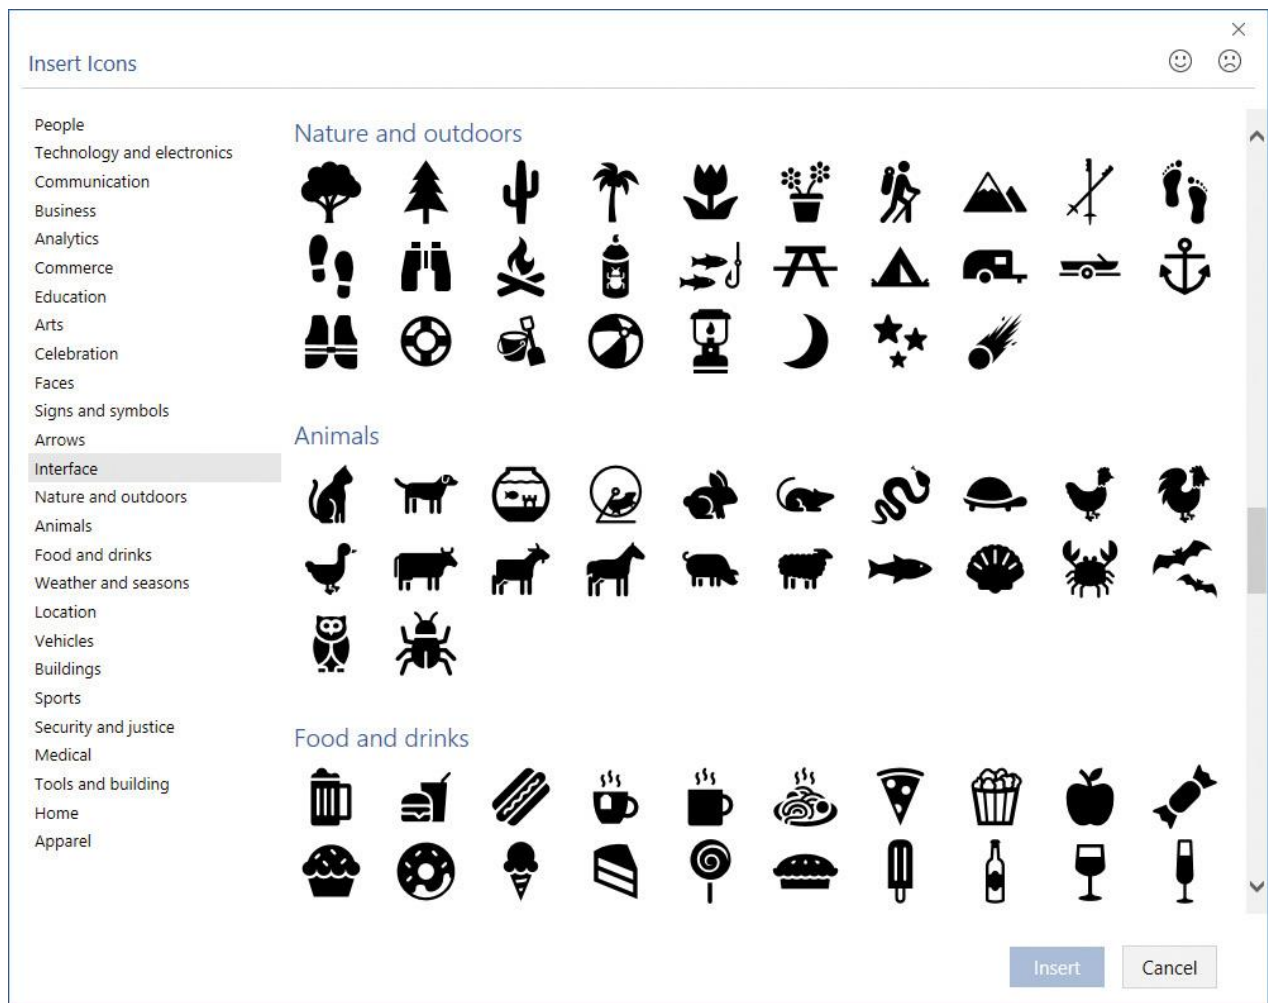 Insert Icons
People
Technology and electronics
Communication
Business
Analytics
Commerce
Education
Arts
Celebration
Faces
Signs and symbols
Arrows
Interface
Nature and outdoors
Animals
Food and drinks
Weather and seasons
Location
Vehicles
Buildings
Sports
Security and justice
Medical
Tools and building
Home
Apparel
Nature and outdoors
Animals
Food and drinks
Insert
Cancel